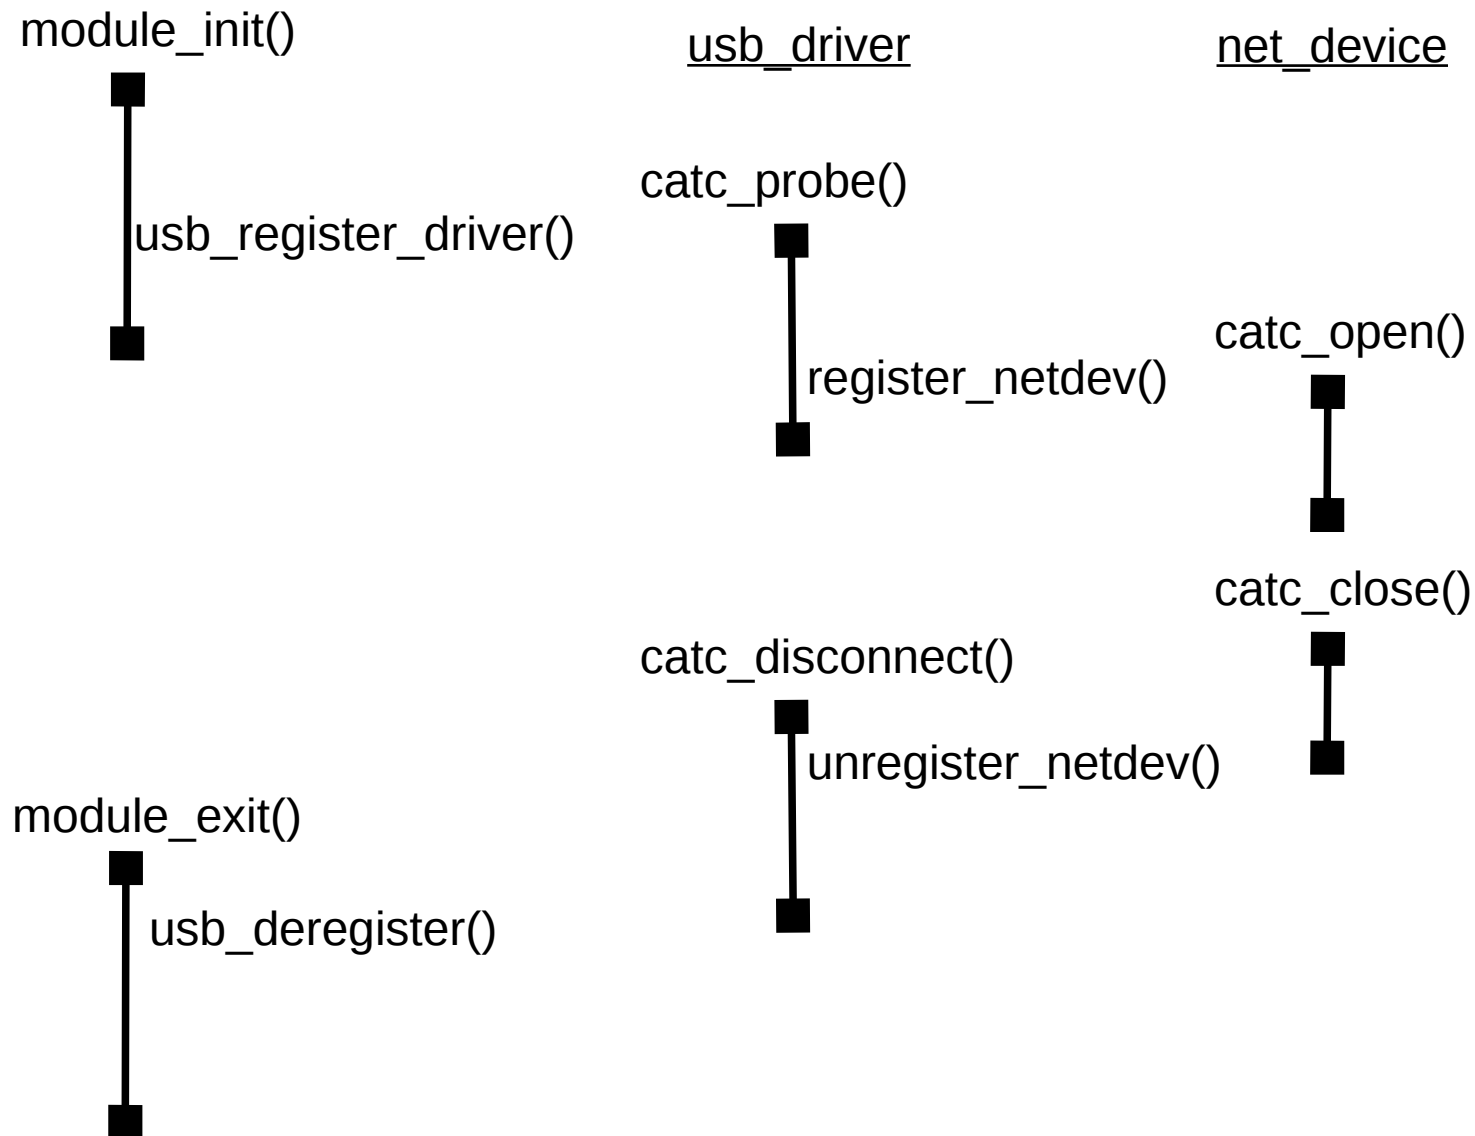 module_init()
usb_driver
net_device
catc_probe()
usb_register_driver()
catc_open()
register_netdev()
catc_close()
catc_disconnect()
unregister_netdev()
module_exit()
usb_deregister()